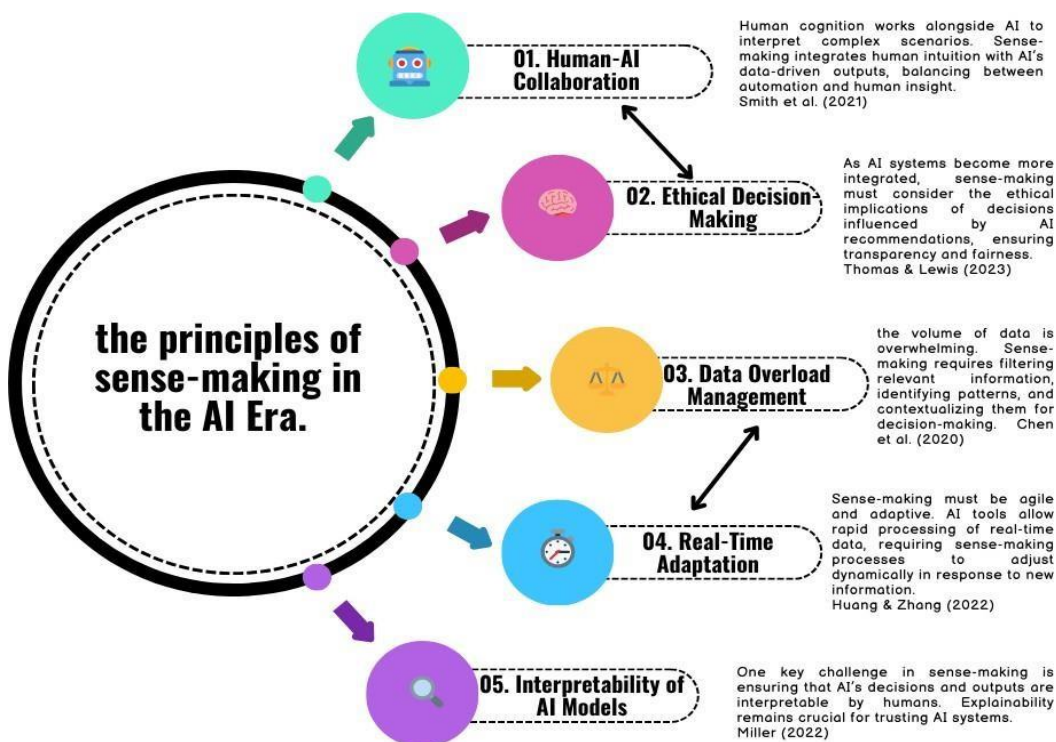 the principles of
sense-making in
the AI Era.
01. Human-AI
Collaboration
Human cognition works alongside AI to
interpret complex scenarios. Sense-
making integrates human intuition with AI's
data-driven outputs, balancing between
automation and human insight.
Smith et al. (2021)
02. Ethical Decision-
Making
As AI systems become more
integrated, sense-making
must consider the ethical
implications of decisions
influenced by AI
recommendations, ensuring
transparency and fairness.
Thomas & Lewis (2023)
03. Data Overload
Management
the volume of data is
overwhelming. Sense-
making requires filtering
relevant information,
identifying patterns, and
contextualizing them for
decision-making. Chen
et al. (2020)
04. Real-Time
Adaptation
Sense-making must be agile
and adaptive. AI tools allow
rapid processing of real-time
data, requiring sense-making
processes to adjust
dynamically in response to new
information.
Huang & Zhang (2022)
05. Interpretability of
AI Models
One key challenge in sense-making is
ensuring that AI's decisions and outputs are
interpretable by humans. Explainability
remains crucial for trusting AI systems.
Miller (2022)